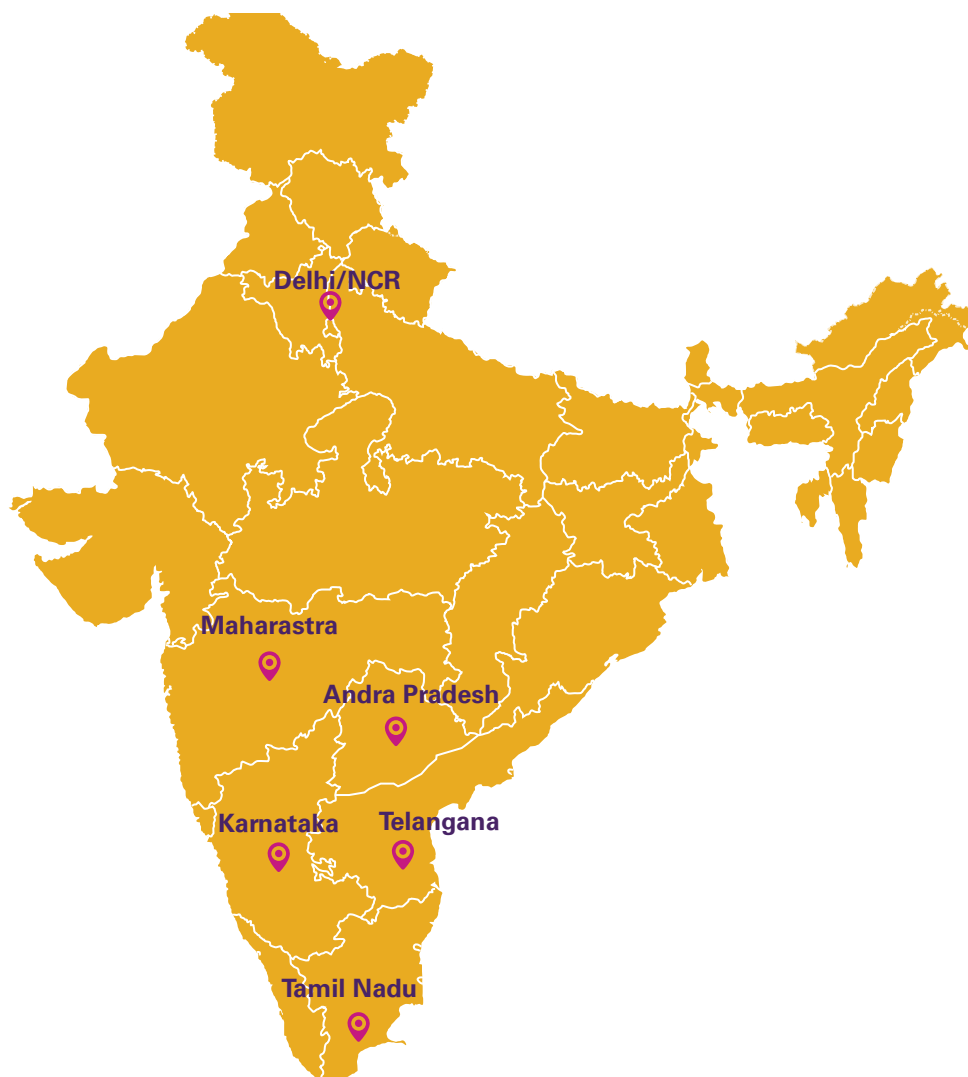 Delhi/NCR
Maharastra
Andra Pradesh
Karnataka
Telangana
Tamil Nadu